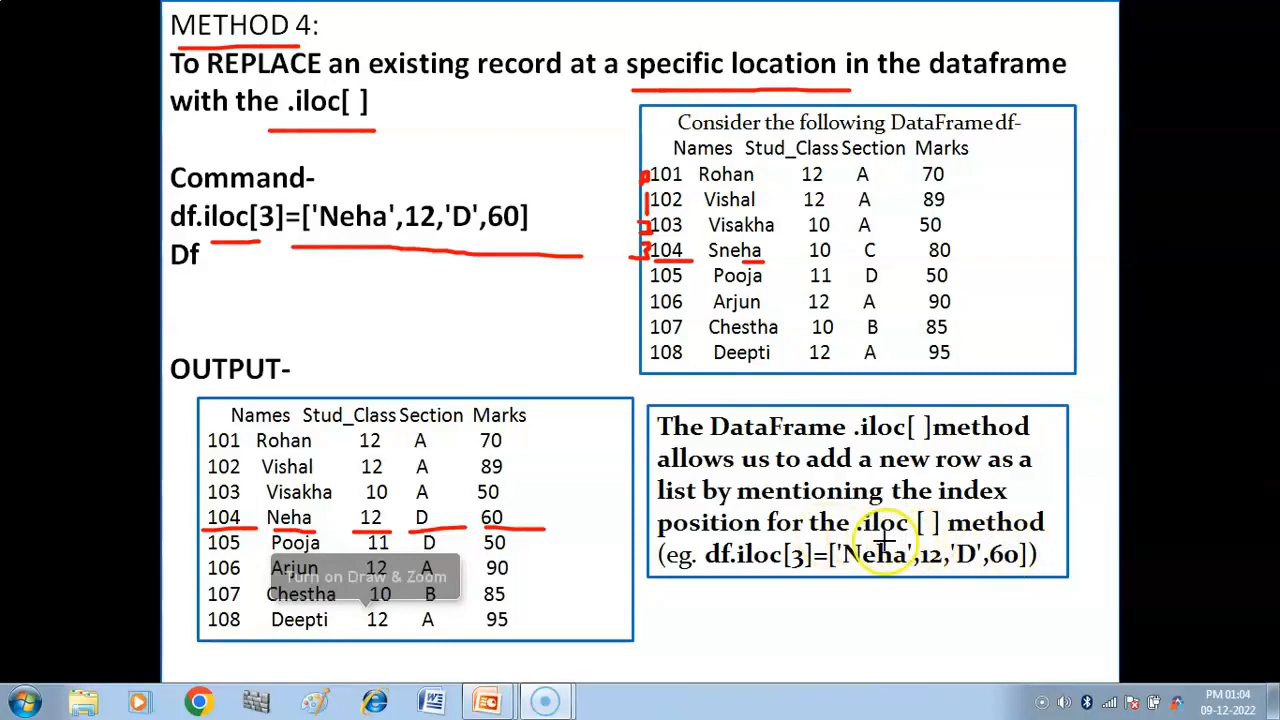 METHOD 4:
To REPLACE an existing record at a specific location in the dataframe
with the .iloc[ ]
Command-
df.iloc[3]=['Neha',12,'D',60]
Df
Consider the following DataFrame df-
Names Stud_Class Section Marks
101 Rohan 12 A 70
102 Vishal 12 A 89
103 Visakha 10 A 50
104 Sneha 10 C 80
105 Pooja 11 D 50
106 Arjun 12 A 90
107 Chestha 10 B 85
108 Deepti 12 A 95
OUTPUT-
Names Stud_Class Section Marks
101 Rohan 12 A 70
102 Vishal 12 A 89
103 Visakha 10 A 50
104 Neha 12 D 60
105 Pooja 11 D 50
106 Arjun 12 A 90
Turn on Draw & Zoom
107 Chestha 10 B 85
108 Deepti 12 A 95
The DataFrame .iloc[ ]method
allows us to add a new row as a
list by mentioning the index
position for the .iloc [ ] method
(eg. df.iloc[3]=['Neha',12,'D',60])
PM 01:04
09-12-2022